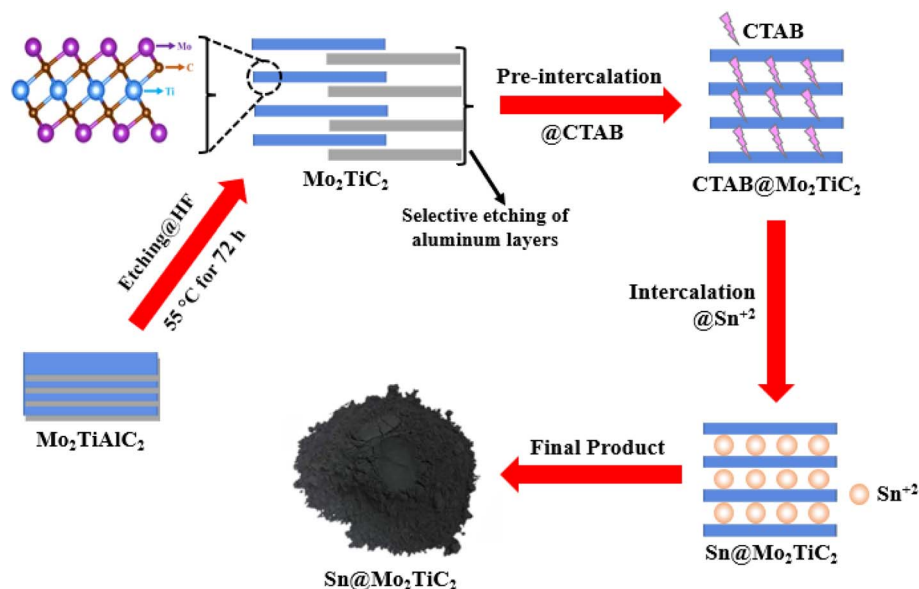 Mo
C
Ti
Mo₂TiC₂
Selective etching of
aluminum layers
Pre-intercalation
@CTAB
CTAB
CTAB@Mo₂TiC₂
Etching@HF
55 °C for 72 h
Mo₂TiAlC₂
Intercalation
@Sn⁺²
Sn⁺²
Sn@Mo₂TiC₂
Final Product
Sn@Mo₂TiC₂